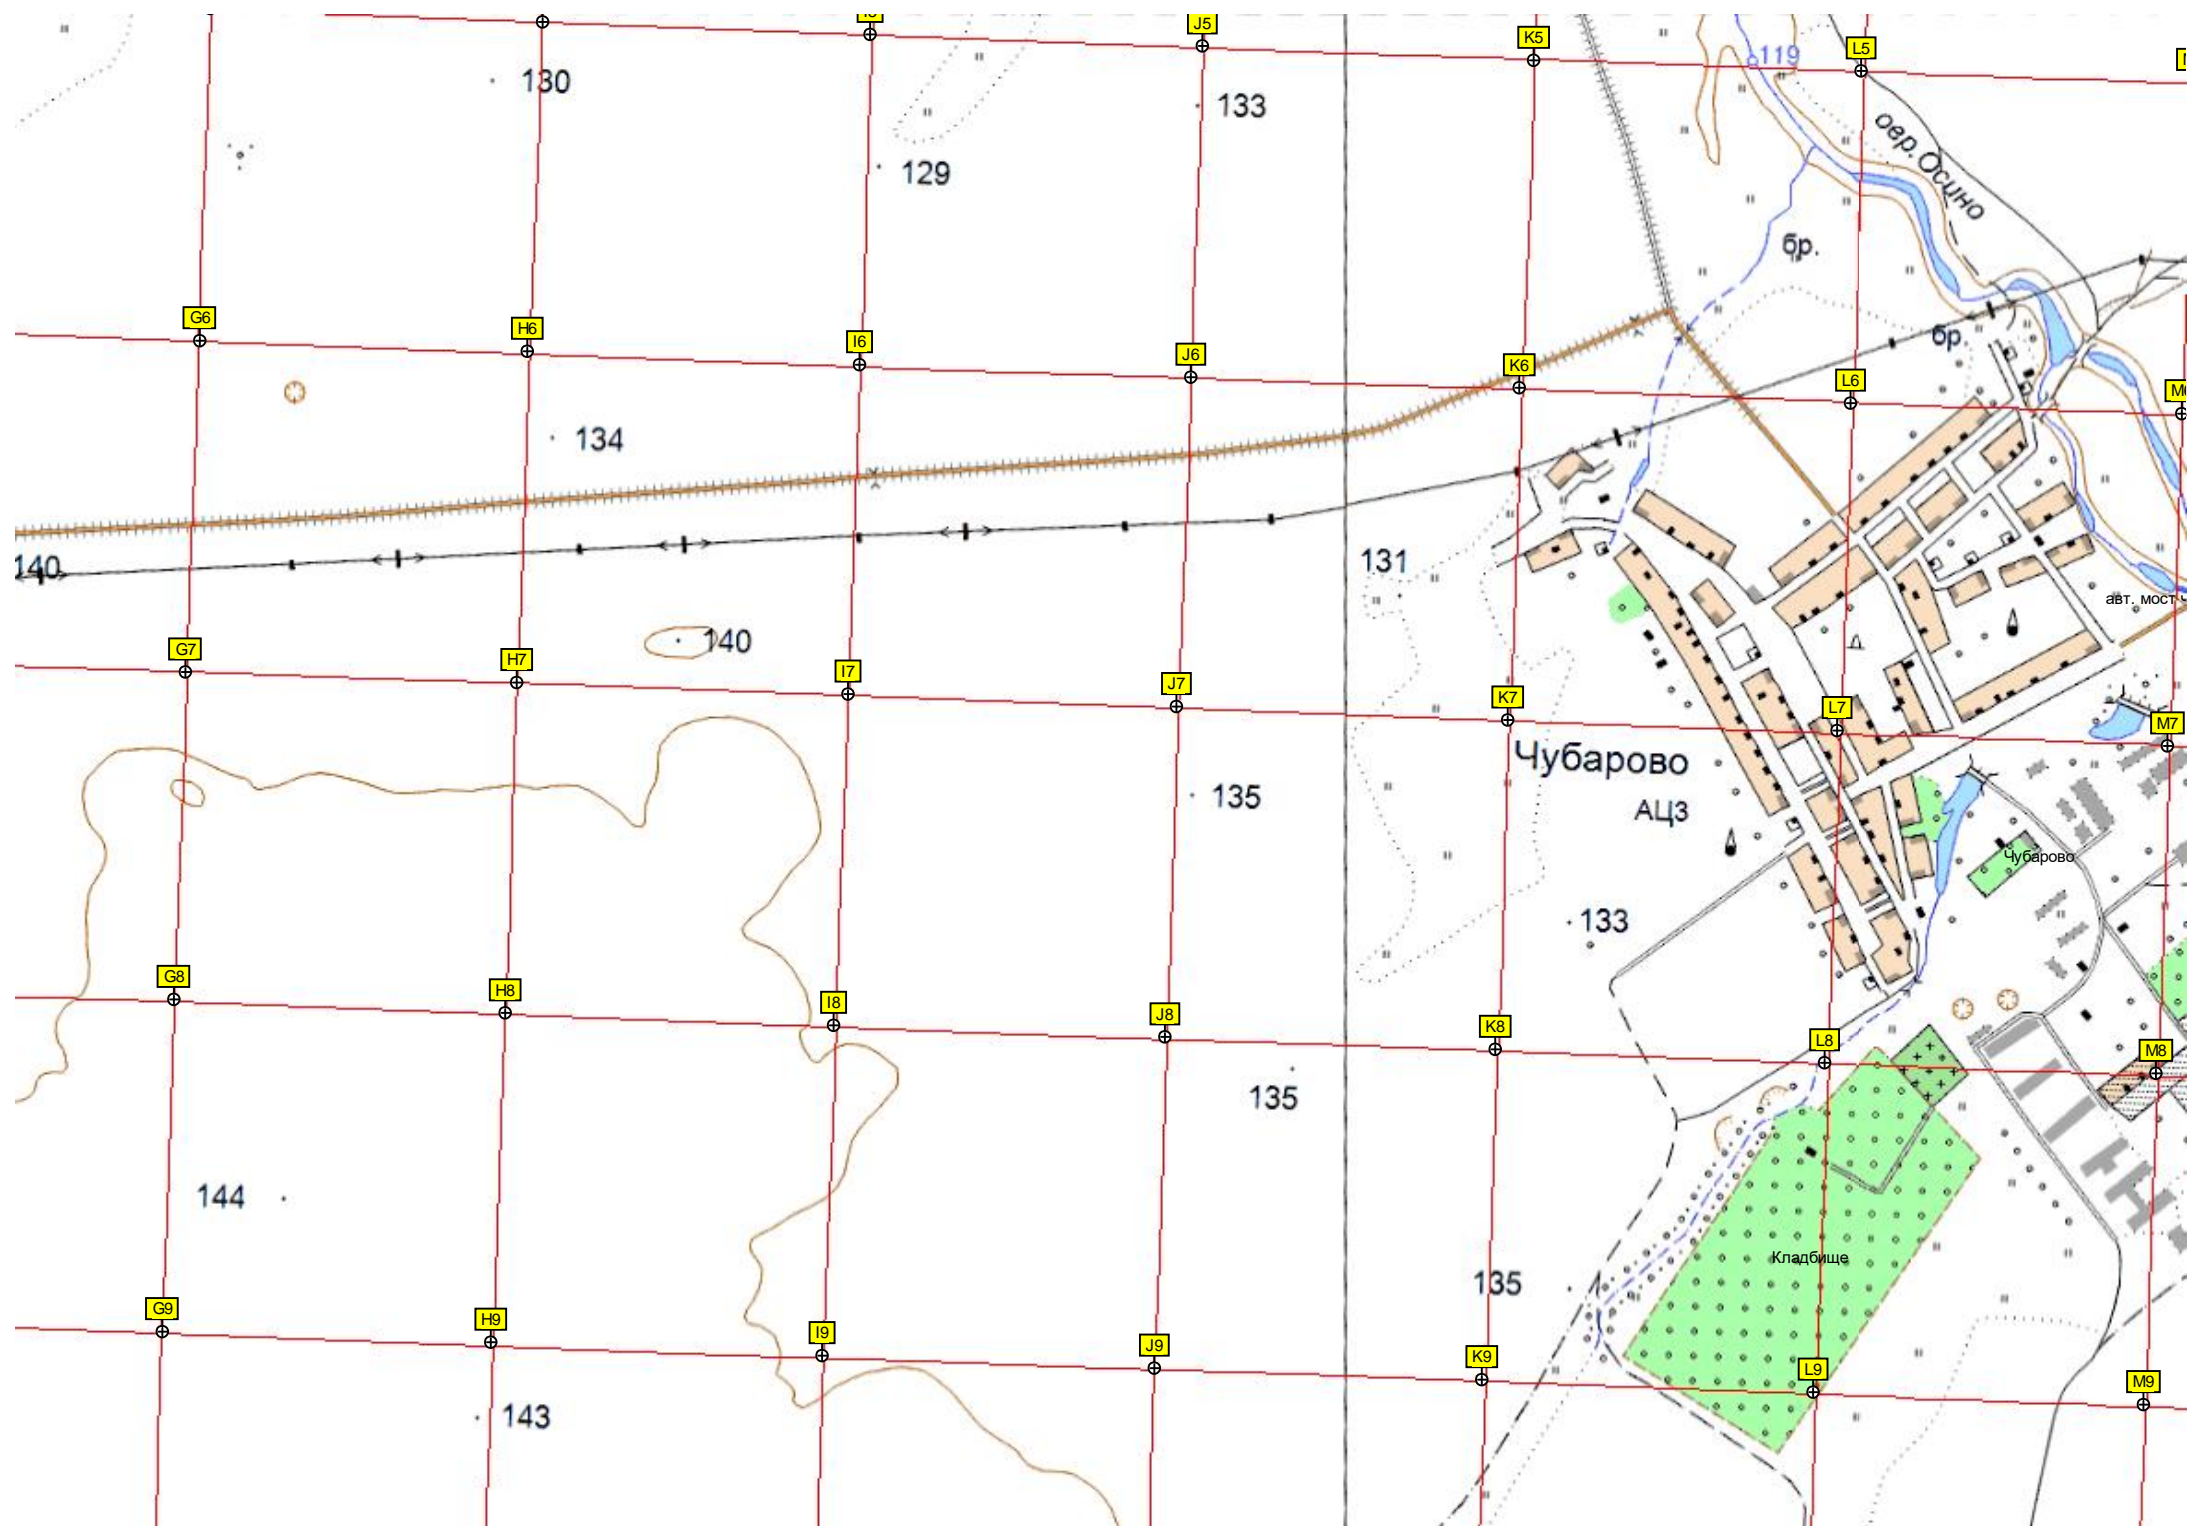 J5
K5
L5
119
130
133
129
овр. Осино
бр.
G6
H6
I6
J6
K6
L6
бр.
134
140
131
авт. мост
140
G7
H7
I7
J7
K7
L7
M7
Чубарово
135
АЦЗ
Чубарово
133
G8
H8
I8
J8
K8
L8
M8
135
144
Кладбище
135
G9
H9
I9
J9
K9
L9
M9
143